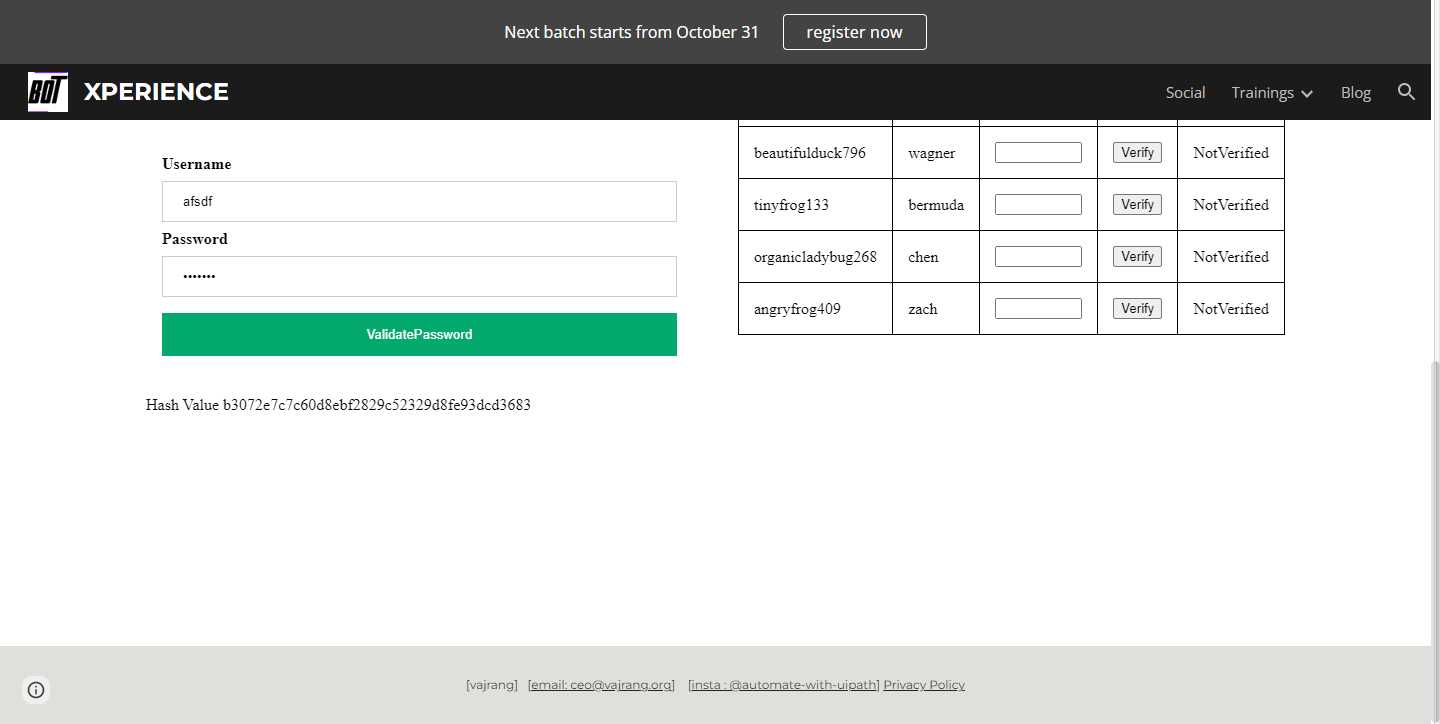 Next batch starts from October 31 register now
BOT XPERIENCE Social Trainings Blog
Username
afsdf
Password
•••••••
ValidatePassword
Hash Value b3072e7c7c60d8ebf2829c52329d8fe93dcd3683
beautifulduck796 wagner Verify NotVerified
tinyfrog133 bermuda Verify NotVerified
organicladybug268 chen Verify NotVerified
angryfrog409 zach Verify NotVerified
[vajrang] [email: ceo@vajrang.org] [insta : @automate-with-uipath] Privacy Policy